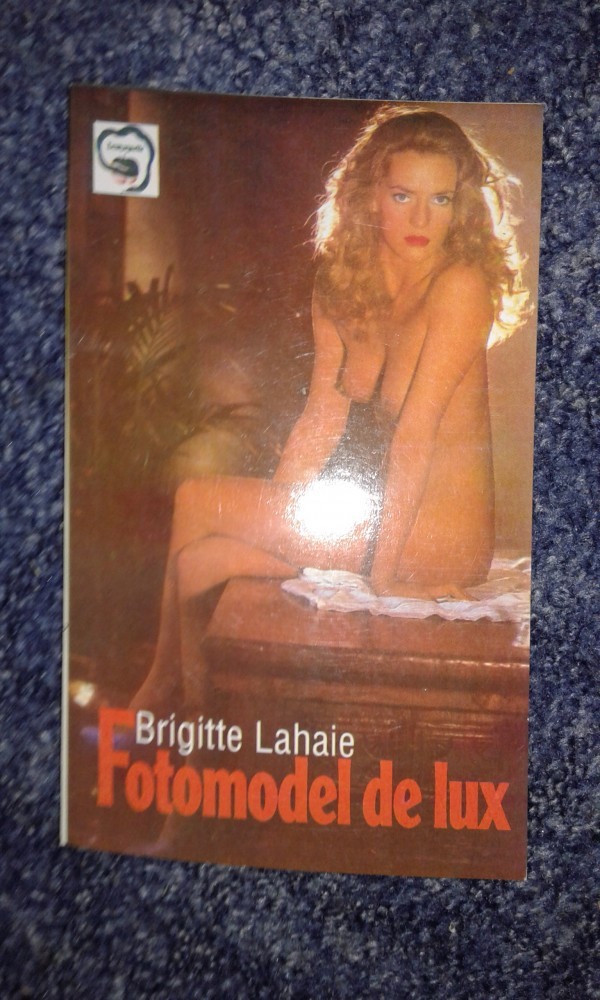 Brigitte Lahaie
Fotomodel de lux